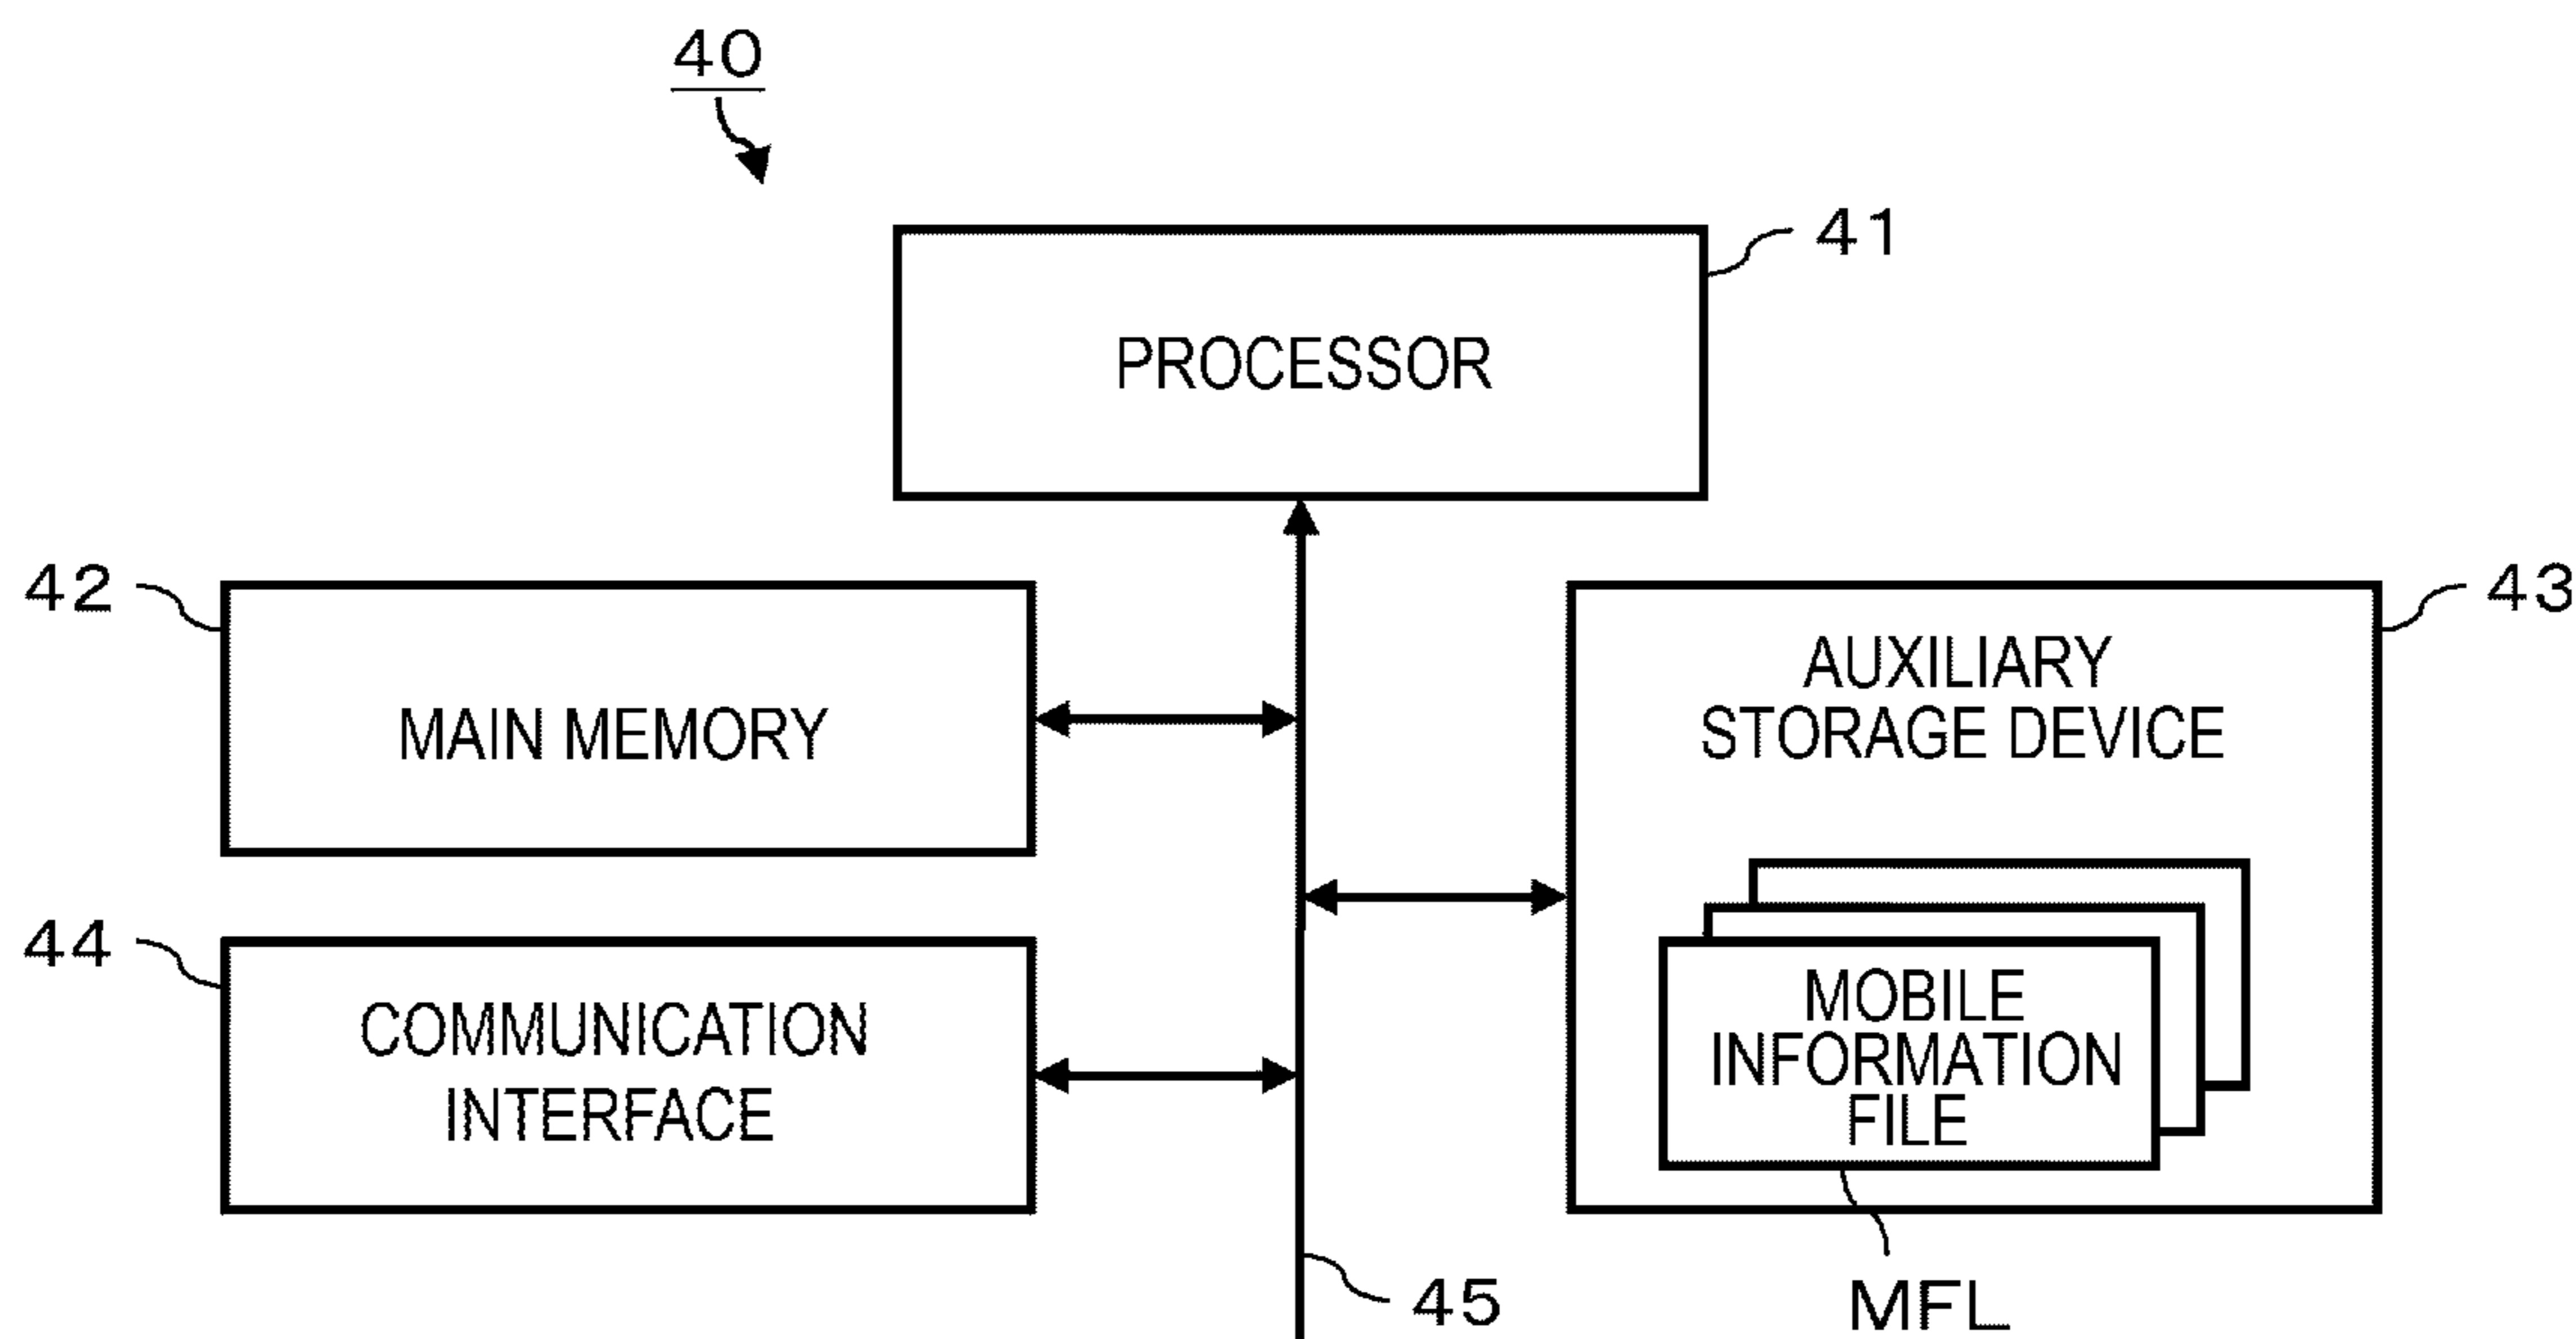 40
41
PROCESSOR
42
MAIN MEMORY
43
AUXILIARY
STORAGE DEVICE
44
COMMUNICATION
INTERFACE
MOBILE
INFORMATION
FILE
45
MFL